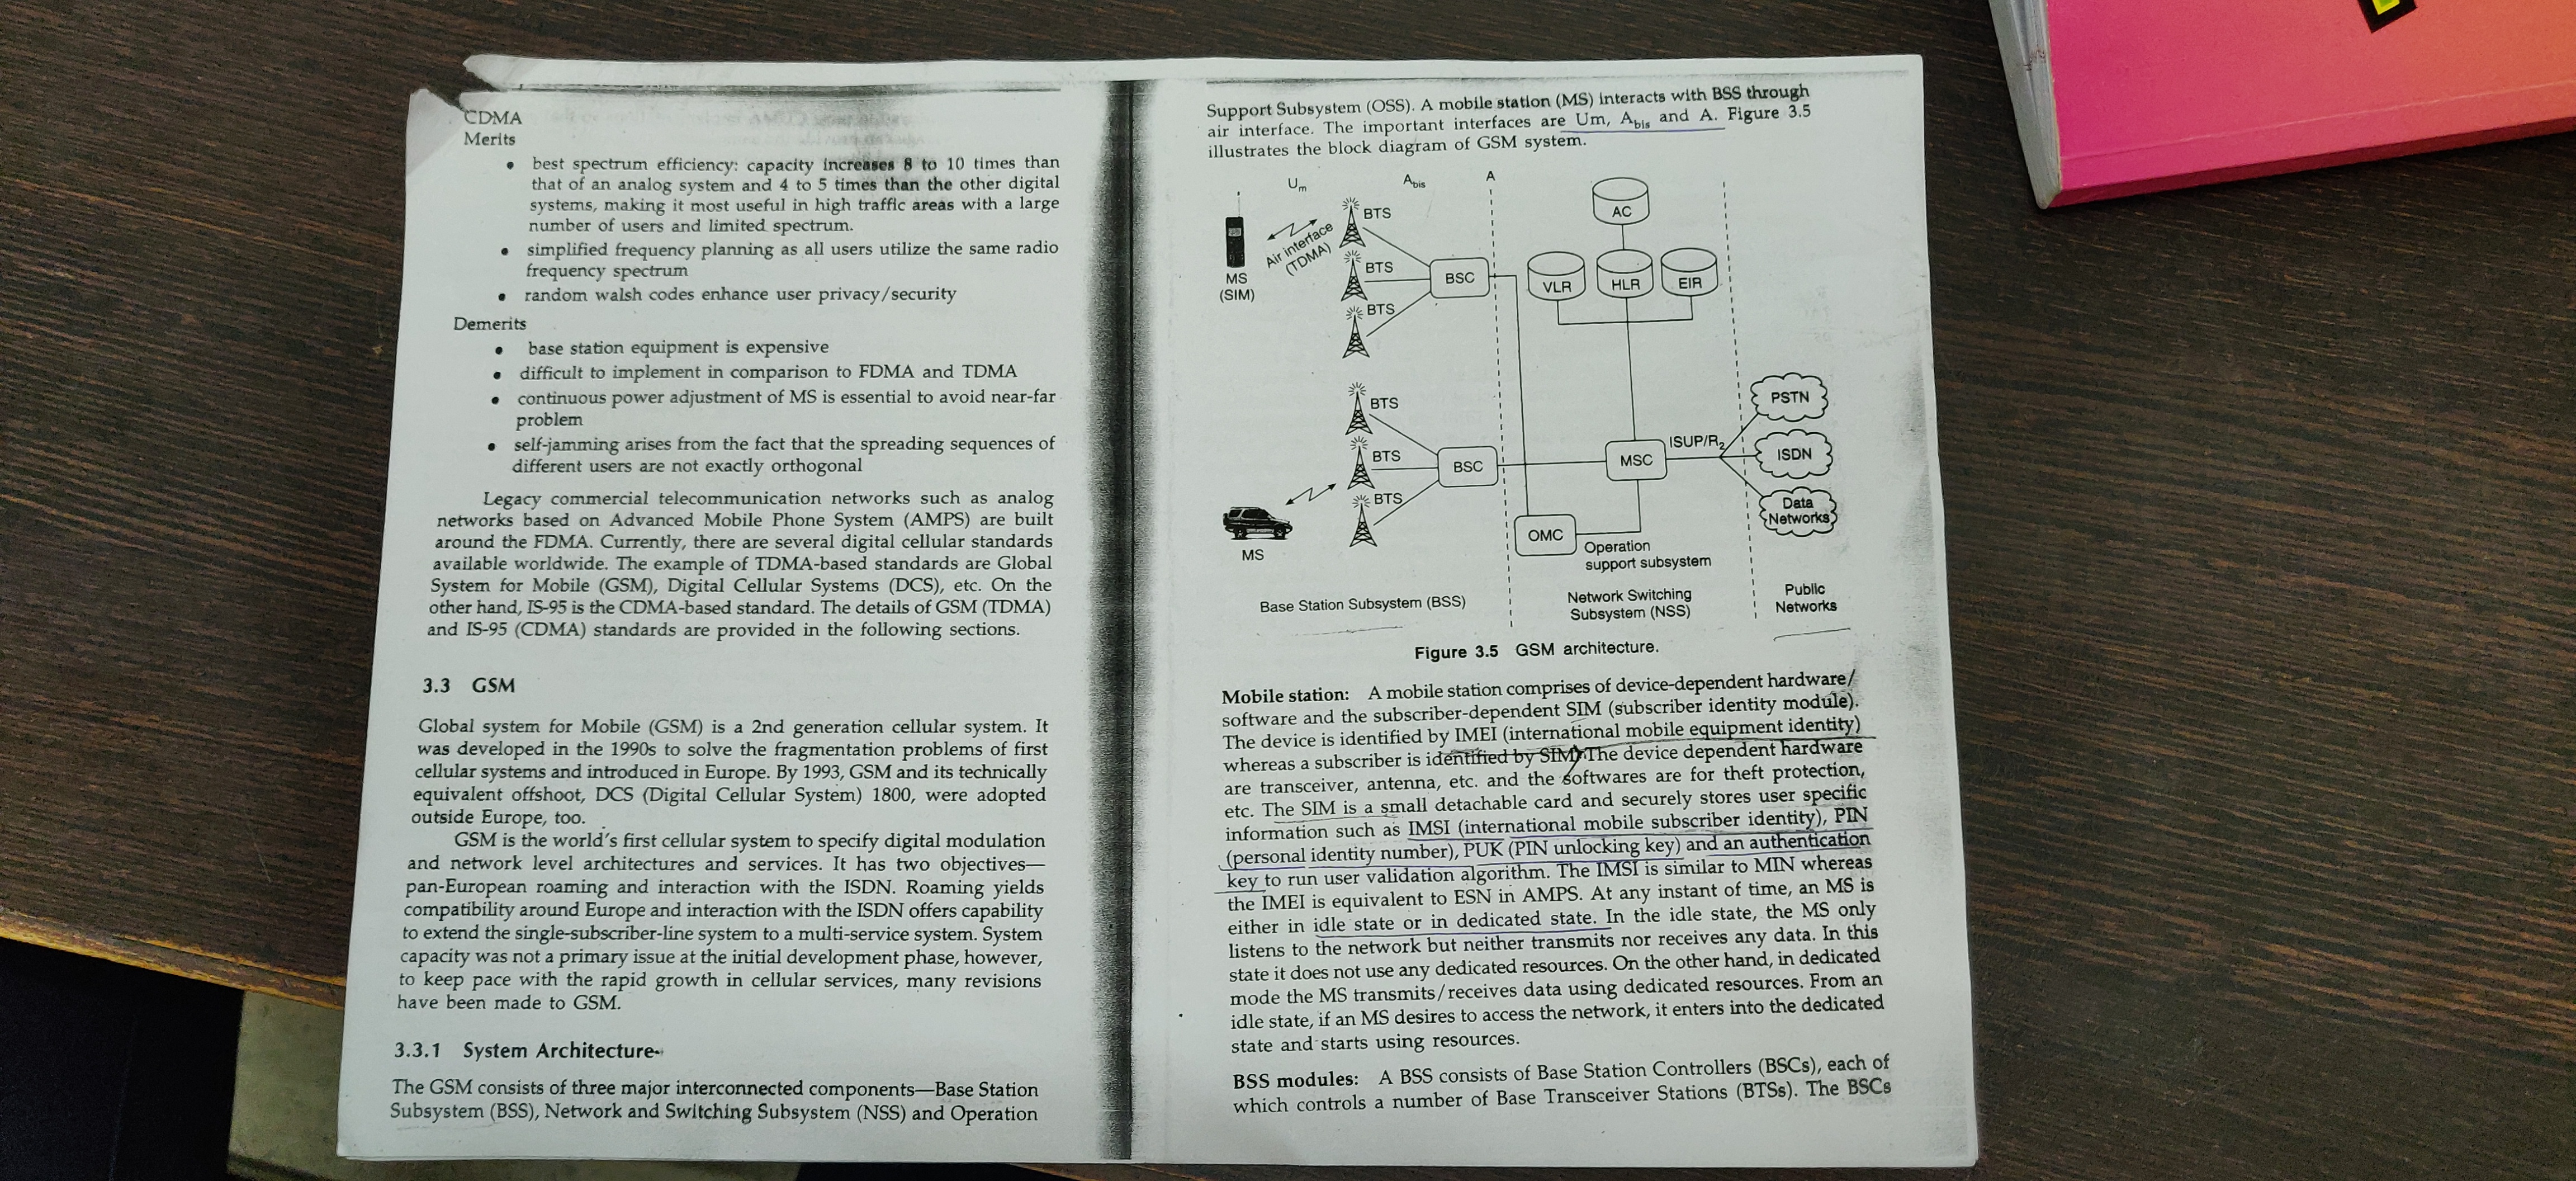 CDMA
Merits
• best spectrum efficiency: capacity increases 8 to 10 times than
that of an analog system and 4 to 5 times than the other digital
systems, making it most useful in high traffic areas with a large
number of users and limited spectrum.
• simplified frequency planning as all users utilize the same radio
frequency spectrum
• random walsh codes enhance user privacy/security
Demerits
• base station equipment is expensive
• difficult to implement in comparison to FDMA and TDMA
• continuous power adjustment of MS is essential to avoid near-far
problem
• self-jamming arises from the fact that the spreading sequences of
different users are not exactly orthogonal
Legacy commercial telecommunication networks such as analog
networks based on Advanced Mobile Phone System (AMPS) are built
around the FDMA. Currently, there are several digital cellular standards
available worldwide. The example of TDMA-based standards are Global
System for Mobile (GSM), Digital Cellular Systems (DCS), etc. On the
other hand, IS-95 is the CDMA-based standard. The details of GSM (TDMA)
and IS-95 (CDMA) standards are provided in the following sections.
3.3 GSM
Global system for Mobile (GSM) is a 2nd generation cellular system. It
was developed in the 1990s to solve the fragmentation problems of first
cellular systems and introduced in Europe. By 1993, GSM and its technically
equivalent offshoot, DCS (Digital Cellular System) 1800, were adopted
outside Europe, too.
GSM is the world's first cellular system to specify digital modulation
and network level architectures and services. It has two objectives—
pan-European roaming and interaction with the ISDN. Roaming yields
compatibility around Europe and interaction with the ISDN offers capability
to extend the single-subscriber-line system to a multi-service system. System
capacity was not a primary issue at the initial development phase, however,
to keep pace with the rapid growth in cellular services, many revisions
have been made to GSM.
3.3.1 System Architecture
The GSM consists of three major interconnected components—Base Station
Subsystem (BSS), Network and Switching Subsystem (NSS) and Operation
Support Subsystem (OSS). A mobile station (MS) interacts with BSS through
air interface. The important interfaces are Um, Abis and A. Figure 3.5
illustrates the block diagram of GSM system.
Um Abis A
AC
BTS
Air interface
(TDMA)
MS
(SIM)
BTS
BSC
VLR HLR EIR
BTS
BTS
PSTN
BTS
BSC
MSC
ISUP/R2
ISDN
BTS
Data
Networks
MS
OMC
Operation
support subsystem
Base Station Subsystem (BSS)
Network Switching
Subsystem (NSS)
Public
Networks
Figure 3.5 GSM architecture.
Mobile station: A mobile station comprises of device-dependent hardware/
software and the subscriber-dependent SIM (subscriber identity module).
The device is identified by IMEI (international mobile equipment identity)
whereas a subscriber is identified by SIM. The device dependent hardware
are transceiver, antenna, etc. and the softwares are for theft protection,
etc. The SIM is a small detachable card and securely stores user specific
information such as IMSI (international mobile subscriber identity), PIN
(personal identity number), PUK (PIN unlocking key) and an authentication
key to run user validation algorithm. The IMSI is similar to MIN whereas
the IMEI is equivalent to ESN in AMPS. At any instant of time, an MS is
either in idle state or in dedicated state. In the idle state, the MS only
listens to the network but neither transmits nor receives any data. In this
state it does not use any dedicated resources. On the other hand, in dedicated
mode the MS transmits/receives data using dedicated resources. From an
idle state, if an MS desires to access the network, it enters into the dedicated
state and starts using resources.
BSS modules: A BSS consists of Base Station Controllers (BSCs), each of
which controls a number of Base Transceiver Stations (BTSs). The BSCs